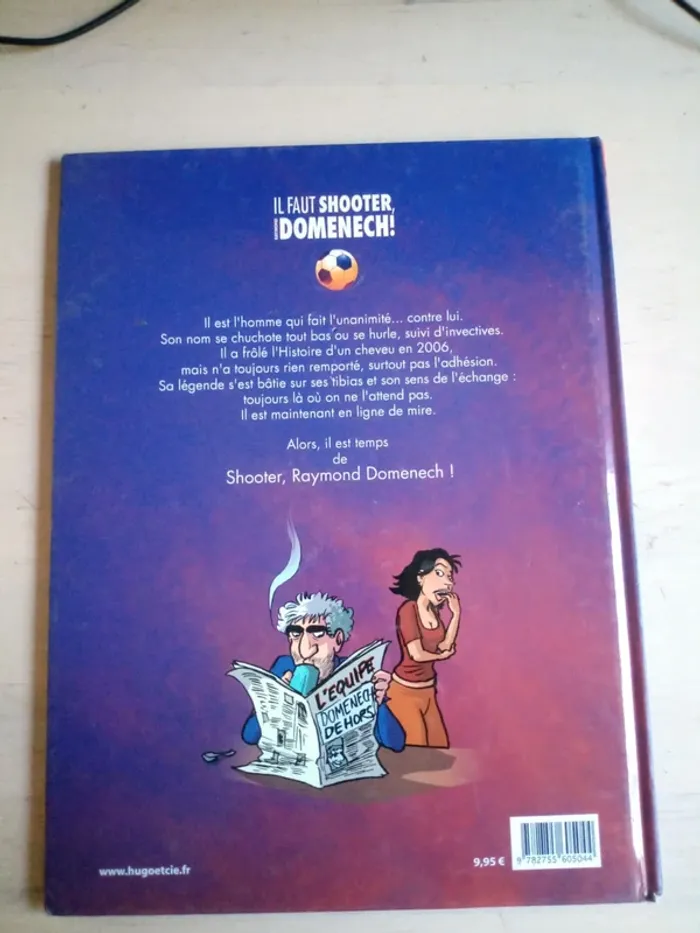 IL FAUT SHOOTER,
RAYMOND DOMENECH!
Il est l'homme qui fait l'unanimité... contre lui.
Son nom se chuchote tout bas ou se hurle, suivi d'invectives.
Il a frôlé l'Histoire d'un cheveu en 2006,
mais n'a toujours rien remporté, surtout pas l'adhésion.
Sa légende s'est bâtie sur ses tibias et son sens de l'échange :
toujours là où on ne l'attend pas.
Il est maintenant en ligne de mire.
Alors, il est temps
de
Shooter, Raymond Domenech !
L'EQUIPE
DOMENECH
DEHORS
www.hugoetcie.fr
9,95 €
9782755605044